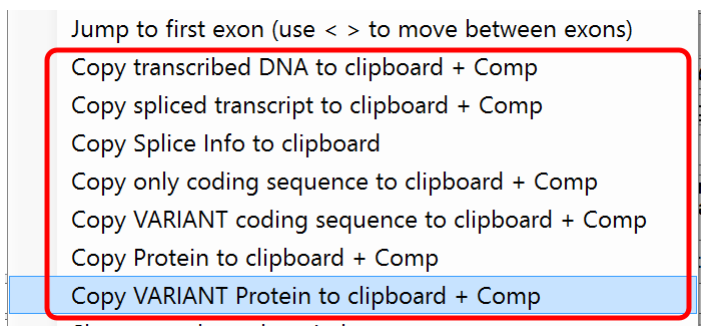 Jump to first exon (use < > to move between exons)
Copy transcribed DNA to clipboard + Comp
Copy spliced transcript to clipboard + Comp
Copy Splice Info to clipboard
Copy only coding sequence to clipboard + Comp
Copy VARIANT coding sequence to clipboard + Comp
Copy Protein to clipboard + Comp
Copy VARIANT Protein to clipboard + Comp